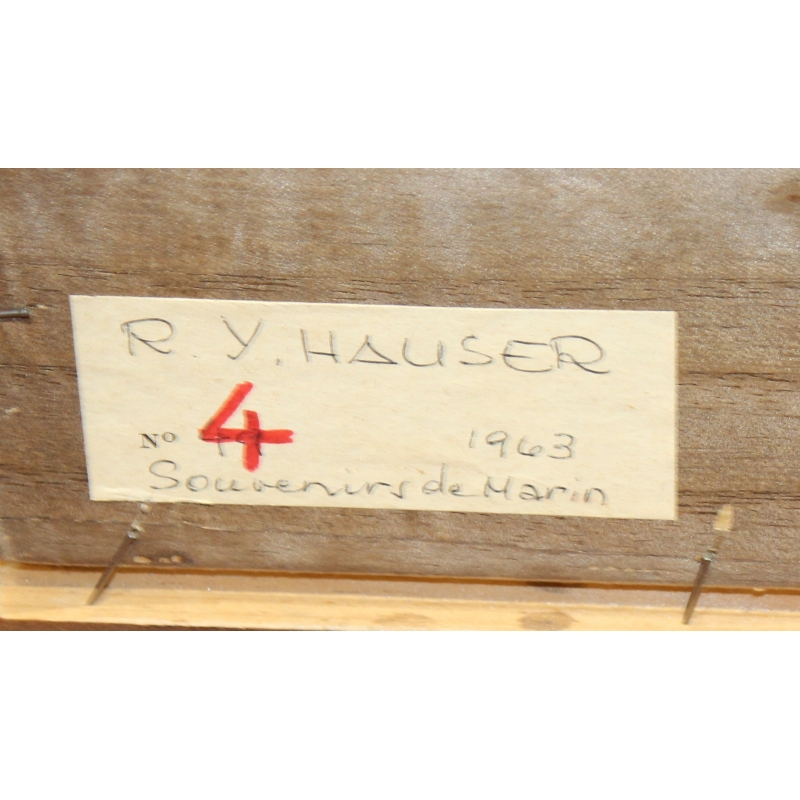 R. Y. HAUSER
No 4 1963
Souvenirs de Marin